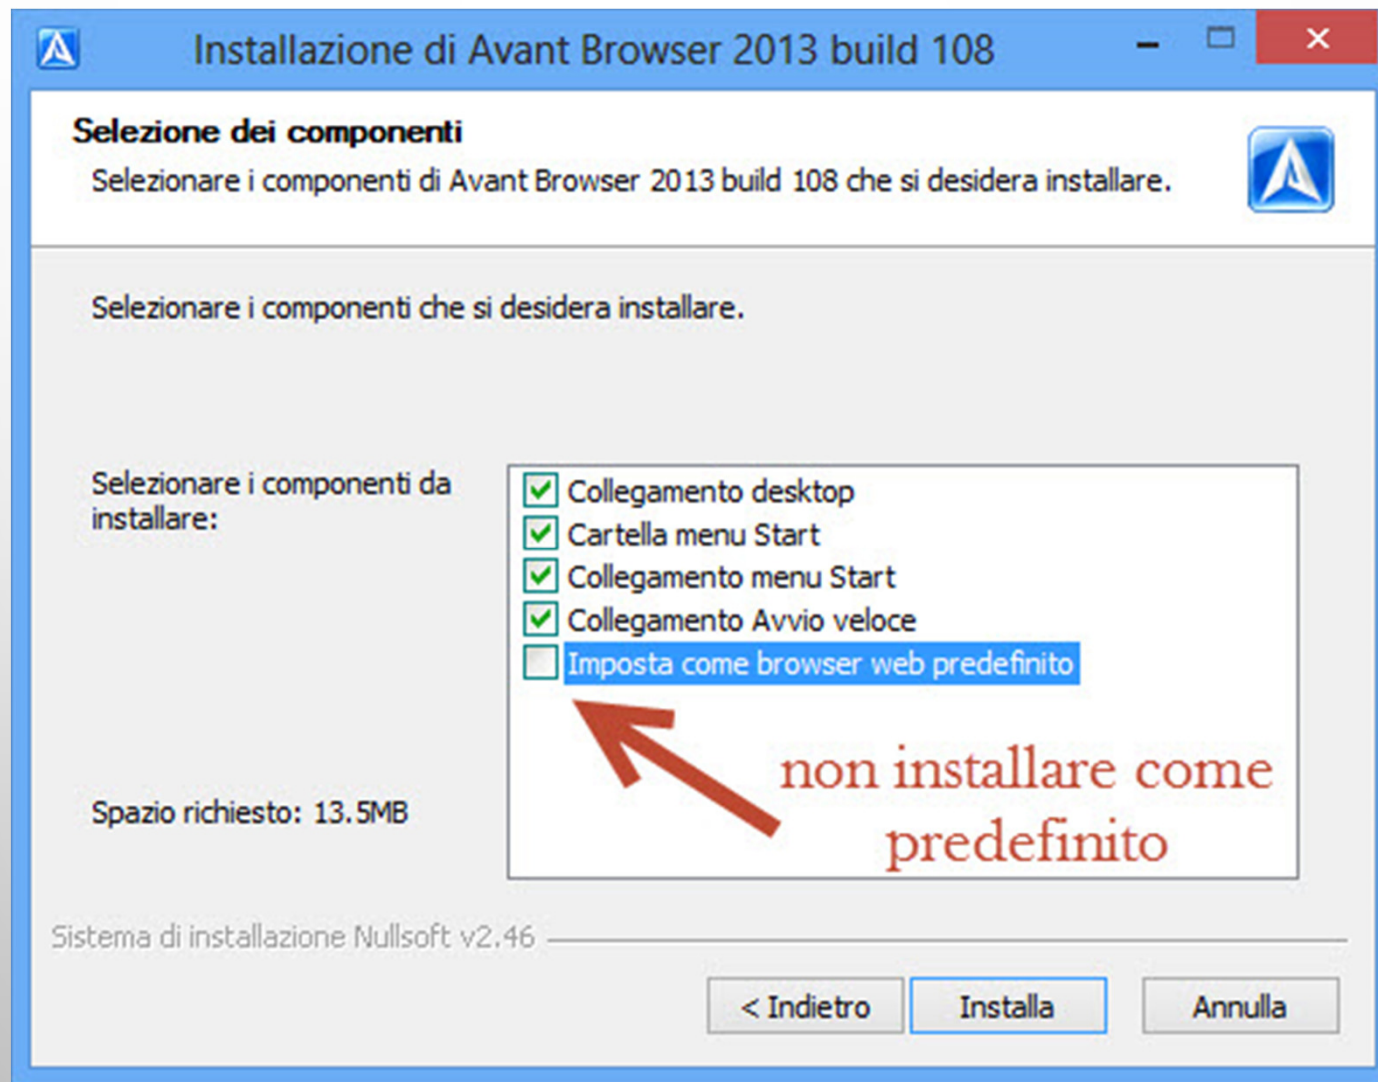 Installazione di Avant Browser 2013 build 108
Selezione dei componenti
Selezionare i componenti di Avant Browser 2013 build 108 che si desidera installare.
Selezionare i componenti che si desidera installare.
Selezionare i componenti da
installare:
Collegamento desktop
Cartella menu Start
Collegamento menu Start
Collegamento Avvio veloce
Imposta come browser web predefinito
non installare come
predefinito
Spazio richiesto: 13.5MB
Sistema di installazione Nullsoft v2.46
< Indietro
Installa
Annulla